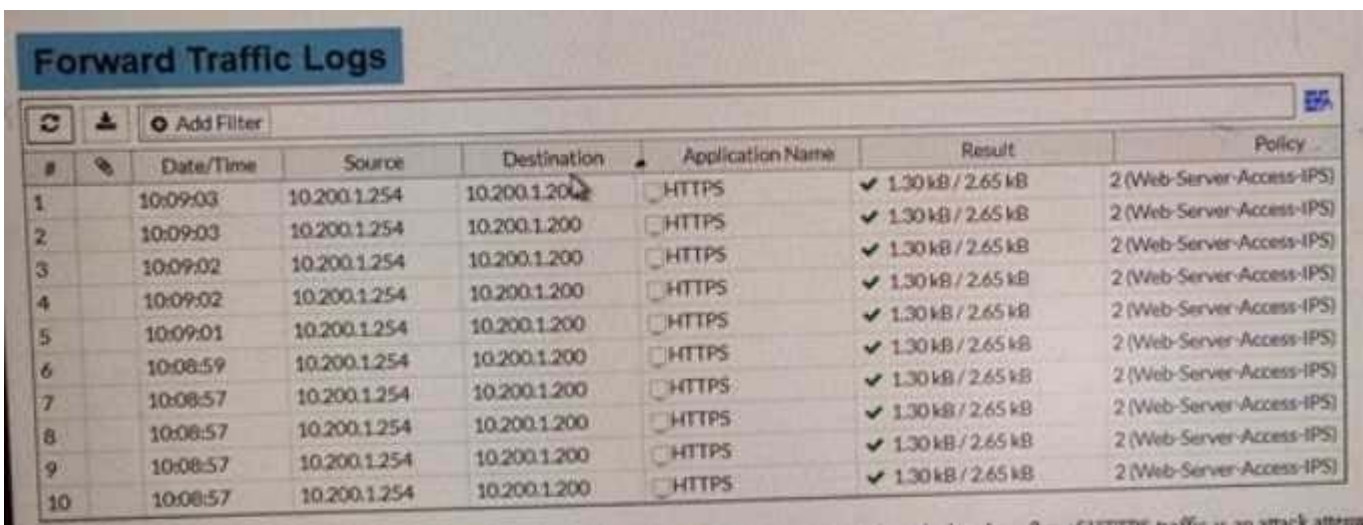 Forward Traffic Logs
Add Filter
# Date/Time Source Destination Application Name Result Policy
1 10:09:03 10.200.1.254 10.200.1.200 HTTPS ✔ 1.30 kB / 2.65 kB 2 (Web-Server-Access-IPS)
2 10:09:03 10.200.1.254 10.200.1.200 HTTPS ✔ 1.30 kB / 2.65 kB 2 (Web-Server-Access-IPS)
3 10:09:02 10.200.1.254 10.200.1.200 HTTPS ✔ 1.30 kB / 2.65 kB 2 (Web-Server-Access-IPS)
4 10:09:02 10.200.1.254 10.200.1.200 HTTPS ✔ 1.30 kB / 2.65 kB 2 (Web-Server-Access-IPS)
5 10:09:01 10.200.1.254 10.200.1.200 HTTPS ✔ 1.30 kB / 2.65 kB 2 (Web-Server-Access-IPS)
6 10:08:59 10.200.1.254 10.200.1.200 HTTPS ✔ 1.30 kB / 2.65 kB 2 (Web-Server-Access-IPS)
7 10:08:57 10.200.1.254 10.200.1.200 HTTPS ✔ 1.30 kB / 2.65 kB 2 (Web-Server-Access-IPS)
8 10:08:57 10.200.1.254 10.200.1.200 HTTPS ✔ 1.30 kB / 2.65 kB 2 (Web-Server-Access-IPS)
9 10:08:57 10.200.1.254 10.200.1.200 HTTPS ✔ 1.30 kB / 2.65 kB 2 (Web-Server-Access-IPS)
10 10:08:57 10.200.1.254 10.200.1.200 HTTPS